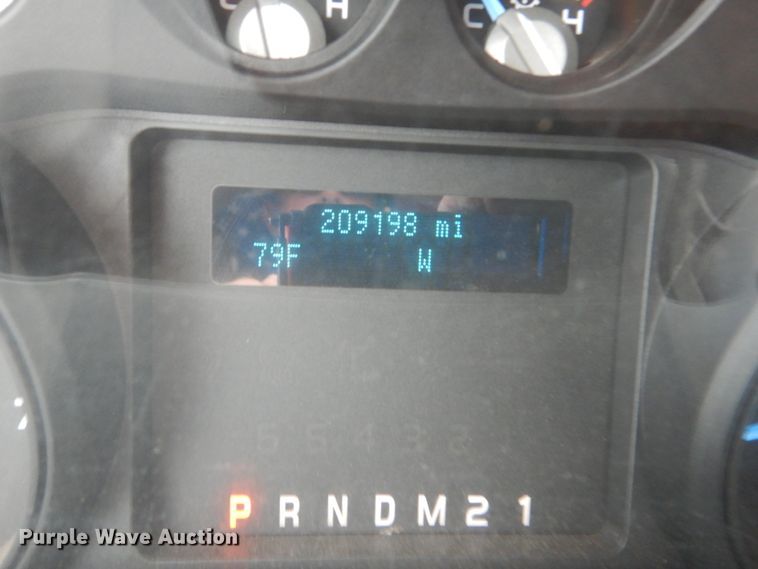 C H
C H
209198 mi
79F W
P R N D M 2 1
Purple Wave Auction